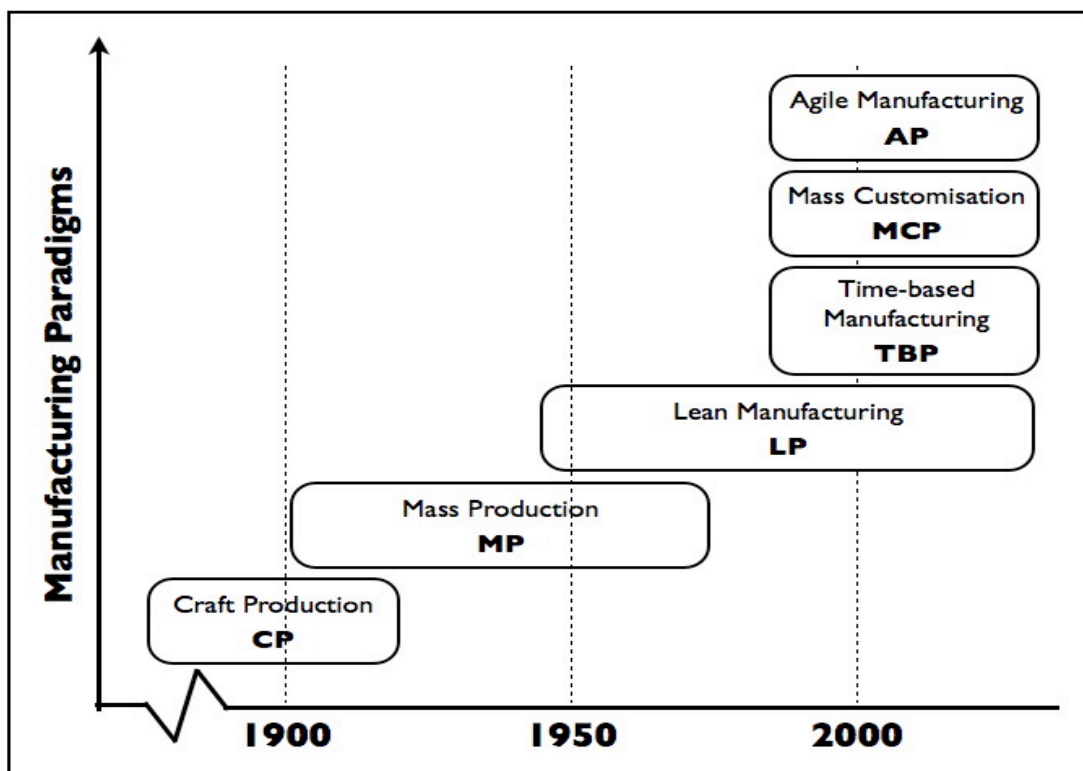 Manufacturing Paradigms
Agile Manufacturing
AP
Mass Customisation
MCP
Time-based
Manufacturing
TBP
Lean Manufacturing
LP
Mass Production
MP
Craft Production
CP
1900
1950
2000